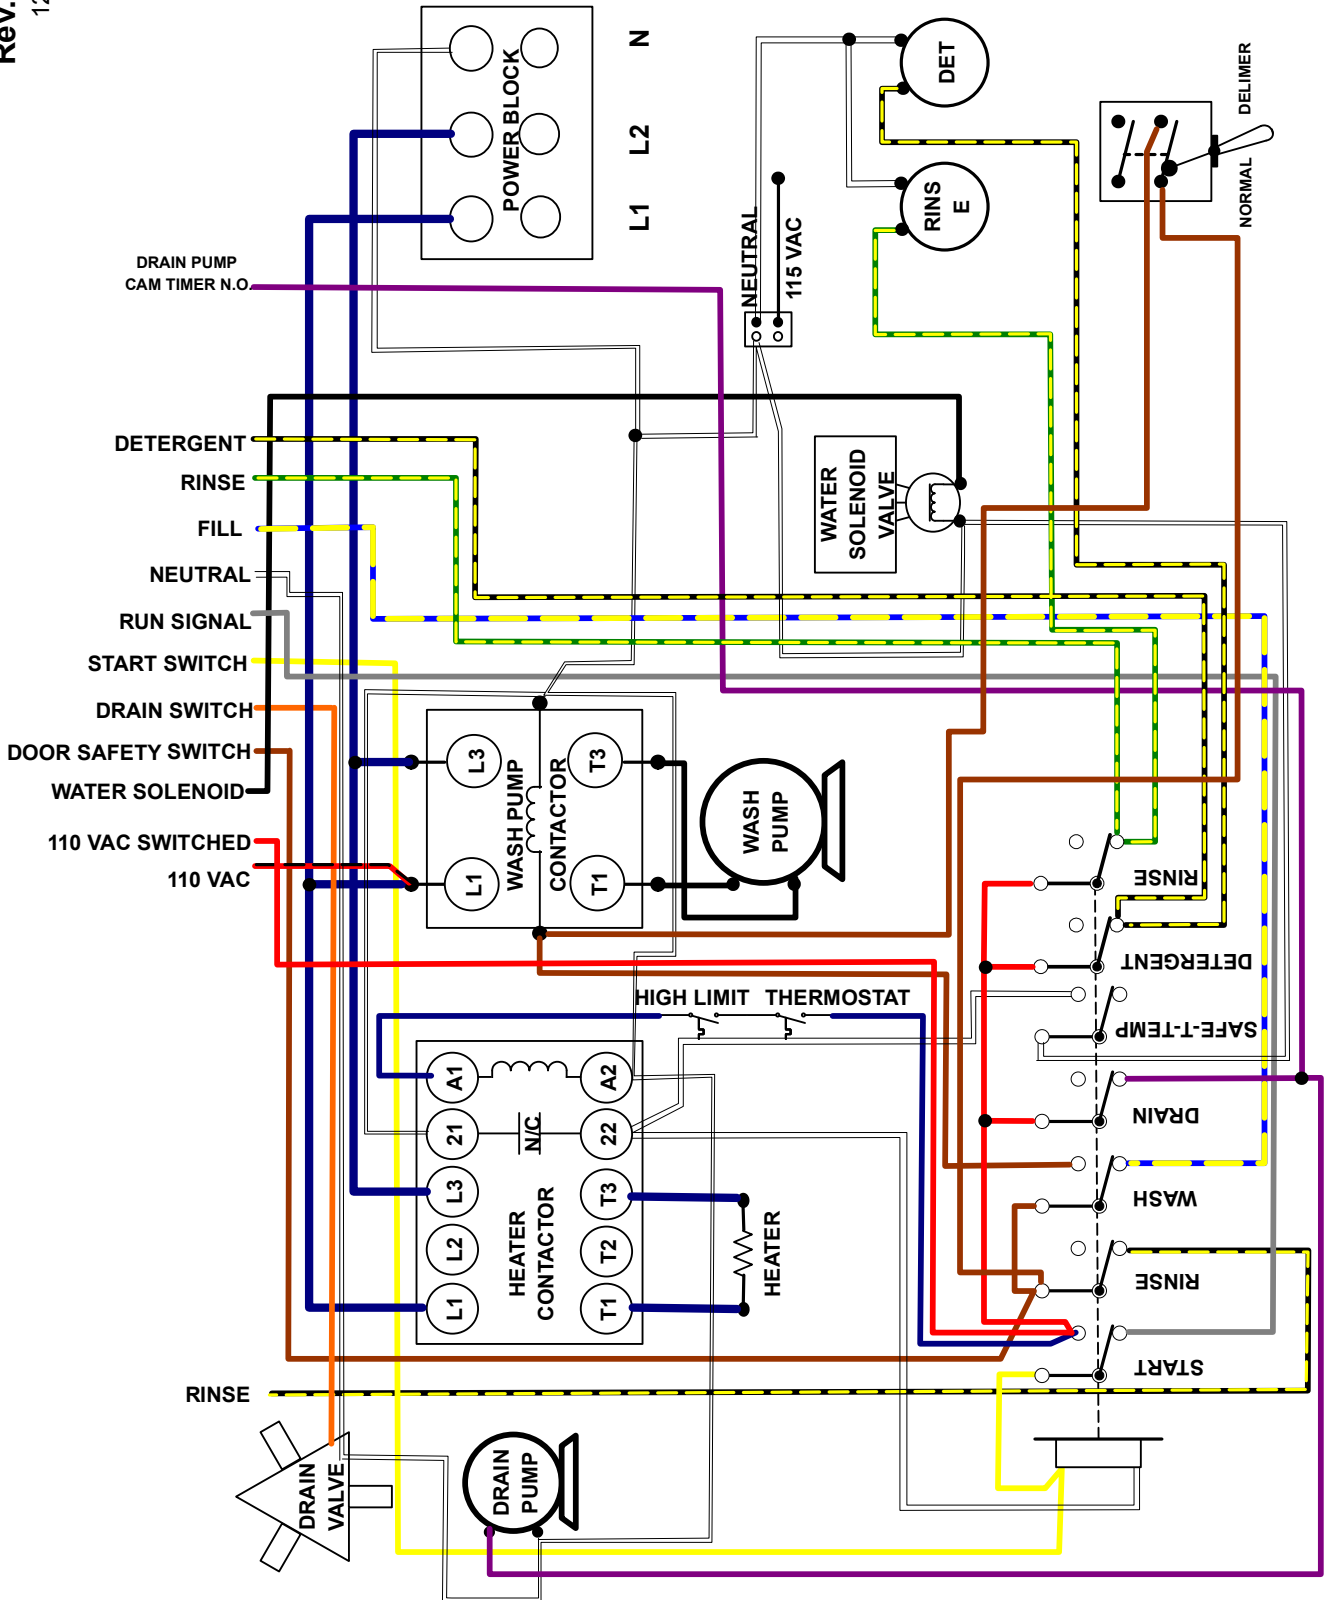 Rev.
12
POWER BLOCK
N
L2
L1
DET
RINS
E
DELIMER
NORMAL
NEUTRAL
115 VAC
DRAIN PUMP
CAM TIMER N.O.
DETERGENT
RINSE
FILL
NEUTRAL
RUN SIGNAL
START SWITCH
DRAIN SWITCH
DOOR SAFETY SWITCH
WATER SOLENOID
110 VAC SWITCHED
110 VAC
WATER
SOLENOID
VALVE
L3
T3
WASH PUMP
CONTACTOR
L1
T1
WASH
PUMP
HIGH LIMIT
THERMOSTAT
A1
A2
21
N/C
22
L3
T3
L2
T2
L1
T1
HEATER
CONTACTOR
HEATER
RINSE
DETERGENT
SAFE-T-TEMP
DRAIN
WASH
RINSE
START
RINSE
DRAIN
VALVE
DRAIN
PUMP